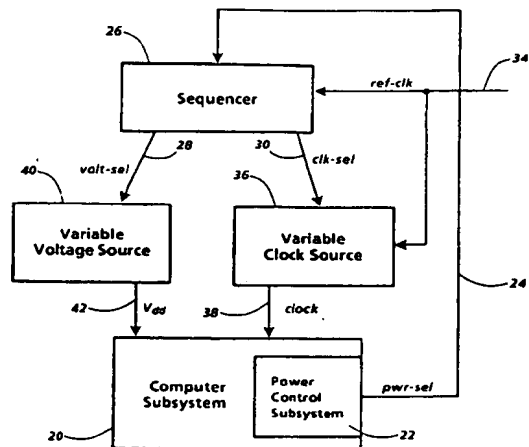 26
34
ref-clk
Sequencer
28
30
volt-sel
clk-sel
40
36
Variable
Voltage Source
Variable
Clock Source
24
42
Vdd
38
clock
Computer
Subsystem
Power
Control
Subsystem
pwr-sel
20
22